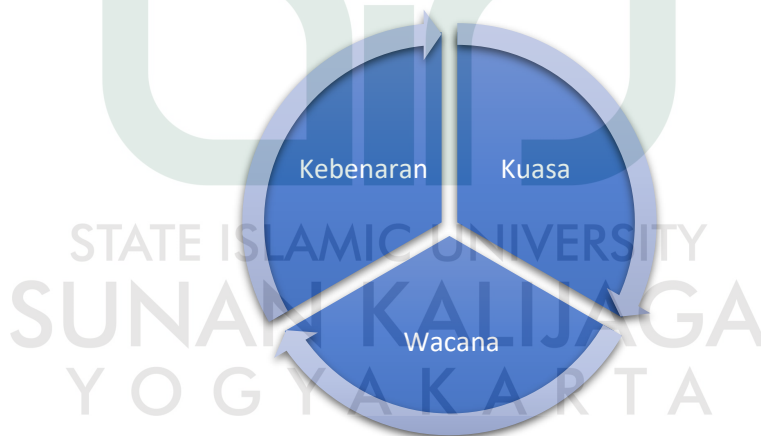 Kebenaran
Kuasa
STATE ISLAMIC UNIVERSITY
SUNAN KALIJAGA
Wacana
YOGYAKARTA